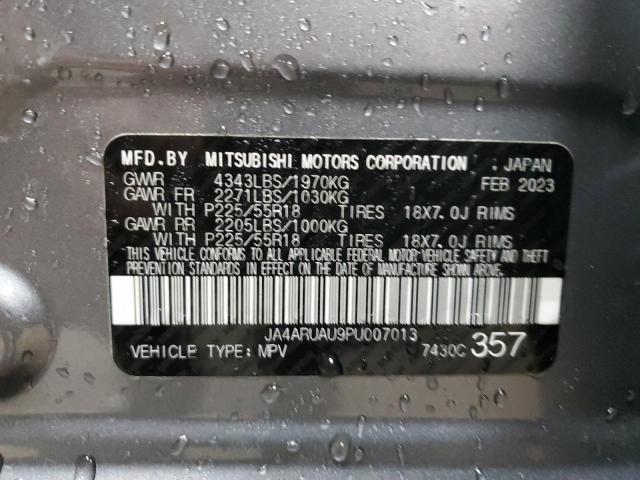 MFD.BY MITSUBISHI MOTORS CORPORATION . JAPAN
GVWR 4343LBS/1970KG FEB 2023
GAWR FR 2271LBS/1030KG
WITH P225/55R18 TIRES 18X7.0J RIMS
GAWR RR 2205LBS/1000KG
WITH P225/55R18 TIRES 18X7.0J RIMS
THIS VEHICLE CONFORMS TO ALL APPLICABLE FEDERAL MOTOR VEHICLE SAFETY AND THEFT
PREVENTION STANDARDS IN EFFECT ON THE DATE OF MANUFACTURE SHOWN ABOVE.
JA4ARUAU9PU007013
VEHICLE TYPE: MPV 7430C 357